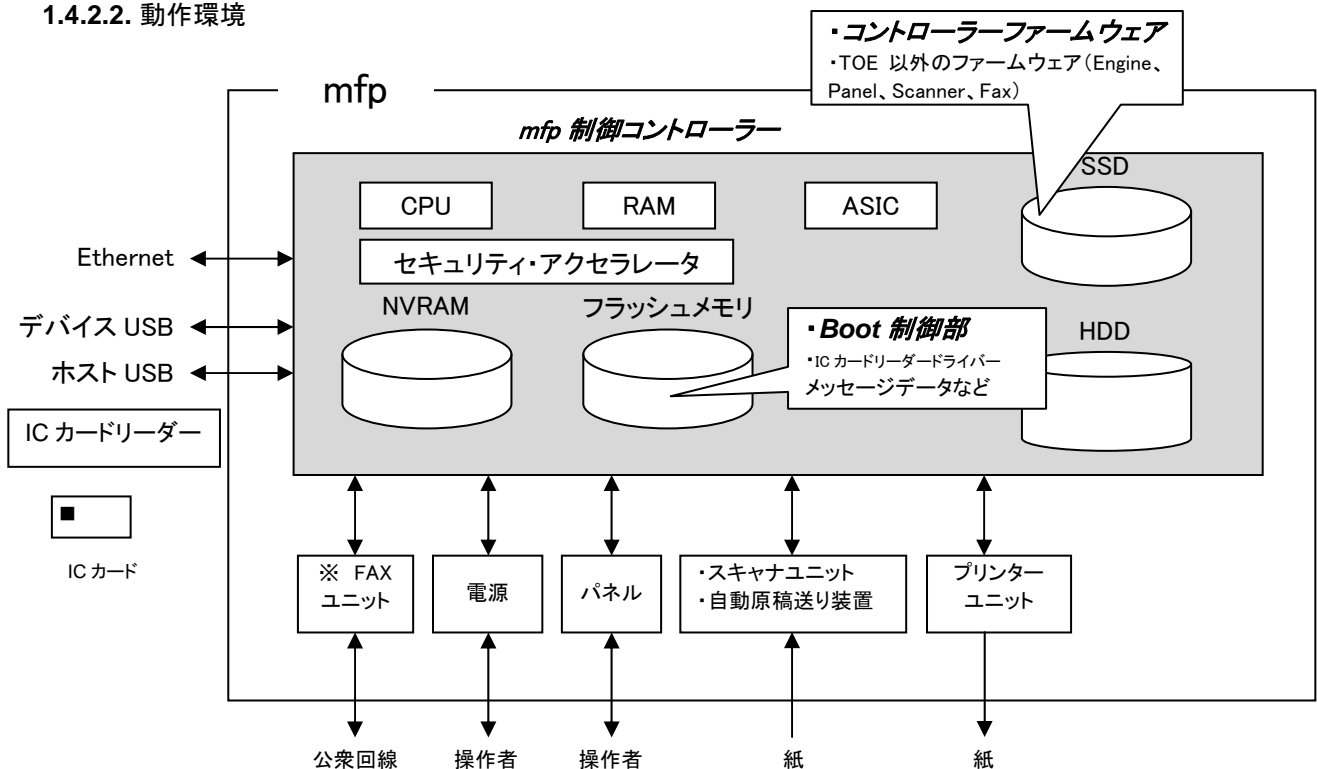 1.4.2.2. 動作環境
・コントローラーファームウェア
・TOE 以外のファームウェア(Engine、
Panel、Scanner、Fax)
mfp
mfp 制御コントローラー
SSD
CPU
RAM
ASIC
Ethernet
セキュリティ・アクセラレータ
NVRAM
フラッシュメモリ
デバイス USB
・Boot 制御部
・IC カードリーダードライバー
メッセージデータなど
HDD
ホスト USB
IC カードリーダー
IC カード
※ FAX
ユニット
電源
パネル
・スキャナユニット
・自動原稿送り装置
プリンター
ユニット
公衆回線
操作者
操作者
紙
紙